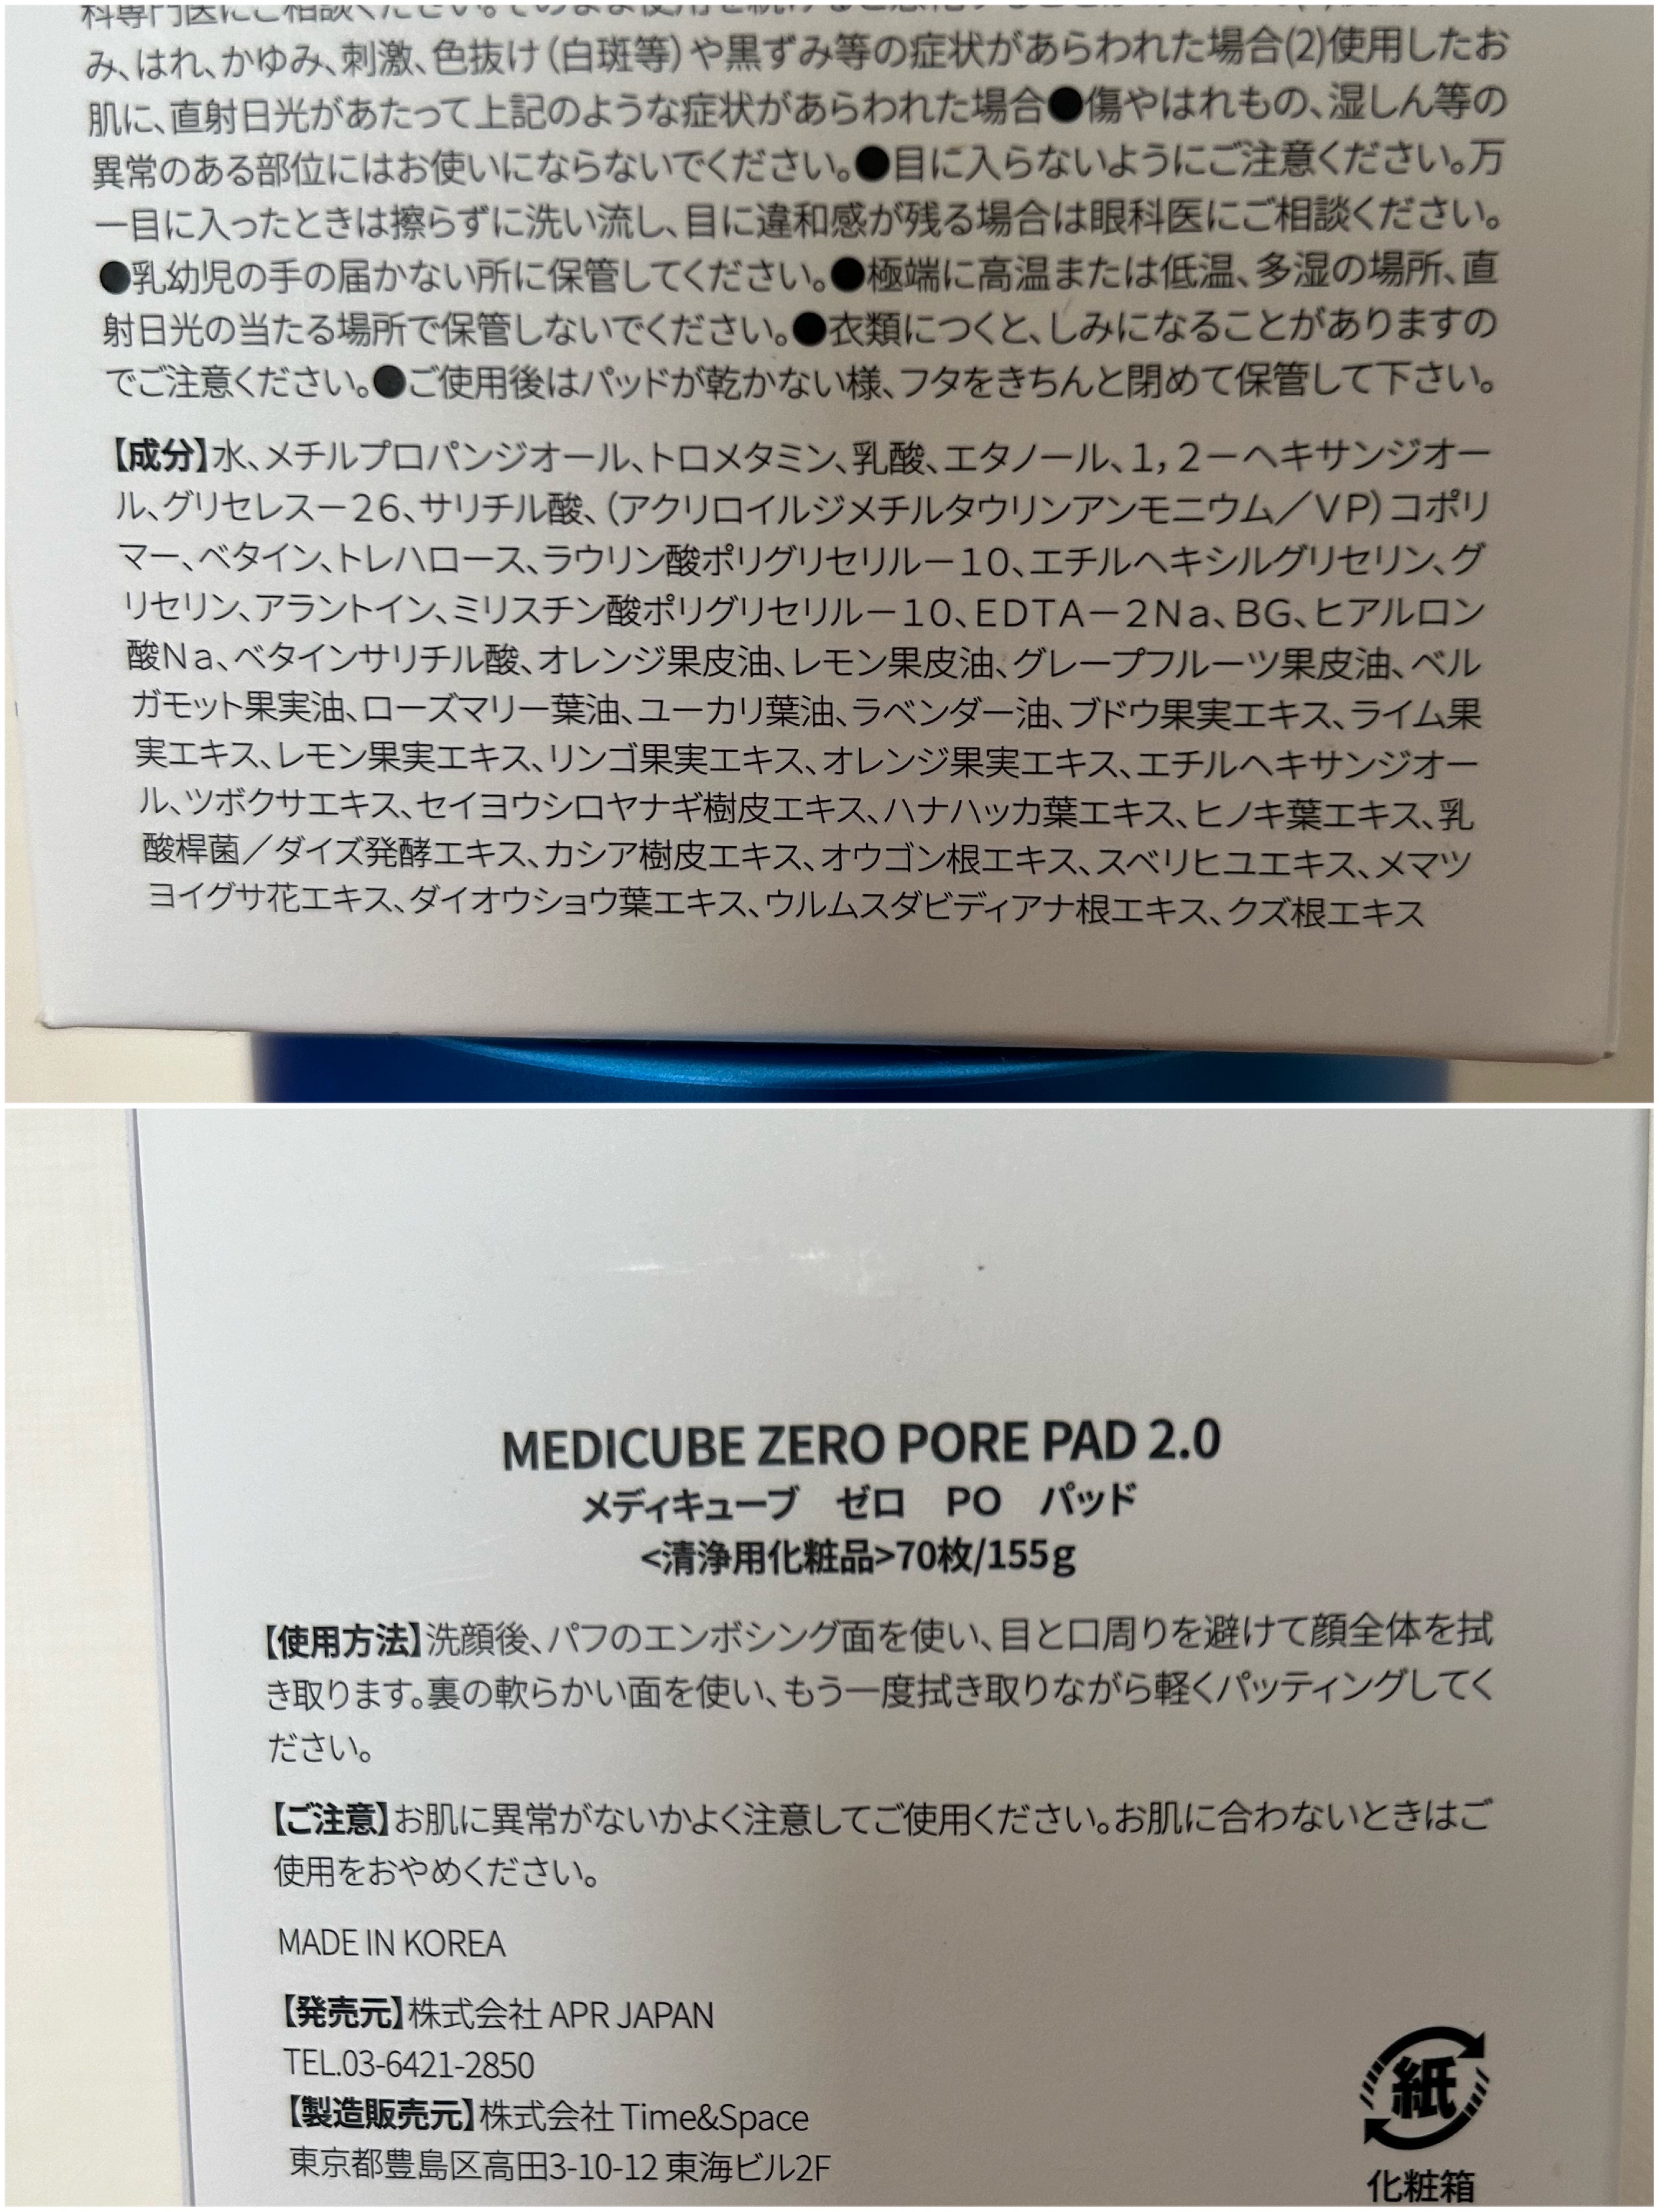 み、はれ、かゆみ、刺激、色抜け（白斑等）や黒ずみ等の症状があらわれた場合(2)使用したお
肌に、直射日光があたって上記のような症状があらわれた場合●傷やはれもの、湿しん等の
異常のある部位にはお使いにならないでください。●目に入らないようにご注意ください。万
一目に入ったときは擦らずに洗い流し、目に違和感が残る場合は眼科医にご相談ください。
●乳幼児の手の届かない所に保管してください。●極端に高温または低温、多湿の場所、直
射日光の当たる場所で保管しないでください。●衣類につくと、しみになることがありますの
でご注意ください。●ご使用後はパッドが乾かない様、フタをきちんと閉めて保管して下さい。
【成分】水、メチルプロパンジオール、トロメタミン、乳酸、エタノール、1，2－ヘキサンジオー
ル、グリセレス－26、サリチル酸、（アクリロイルジメチルタウリンアンモニウム／VP）コポリ
マー、ベタイン、トレハロース、ラウリン酸ポリグリセリル－10、エチルヘキシルグリセリン、グ
リセリン、アラントイン、ミリスチン酸ポリグリセリル－10、EDTA－2Na、BG、ヒアルロン
酸Na、ベタインサリチル酸、オレンジ果皮油、レモン果皮油、グレープフルーツ果皮油、ベル
ガモット果実油、ローズマリー葉油、ユーカリ葉油、ラベンダー油、ブドウ果実エキス、ライム果
実エキス、レモン果実エキス、リンゴ果実エキス、オレンジ果実エキス、エチルヘキサンジオー
ル、ツボクサエキス、セイヨウシロヤナギ樹皮エキス、ハナハッカ葉エキス、ヒノキ葉エキス、乳
酸桿菌／ダイズ発酵エキス、カシア樹皮エキス、オウゴン根エキス、スベリヒユエキス、メマツ
ヨイグサ花エキス、ダイオウショウ葉エキス、ウルムスダビディアナ根エキス、クズ根エキス
MEDICUBE ZERO PORE PAD 2.0
メディキューブ　ゼロ　PO　パッド
<清浄用化粧品>70枚/155g
【使用方法】洗顔後、パフのエンボシング面を使い、目と口周りを避けて顔全体を拭
き取ります。裏の軟らかい面を使い、もう一度拭き取りながら軽くパッティングしてく
ださい。
【ご注意】お肌に異常がないかよく注意してご使用ください。お肌に合わないときはご
使用をおやめください。
MADE IN KOREA
【発売元】株式会社 APR JAPAN
TEL.03-6421-2850
【製造販売元】株式会社 Time&Space
東京都豊島区高田3-10-12 東海ビル2F
紙
化粧箱